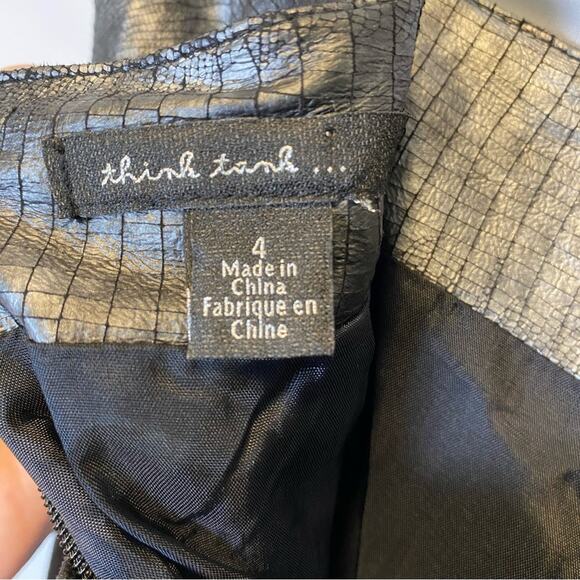 think tank...
4
Made in
China
Fabrique en
Chine